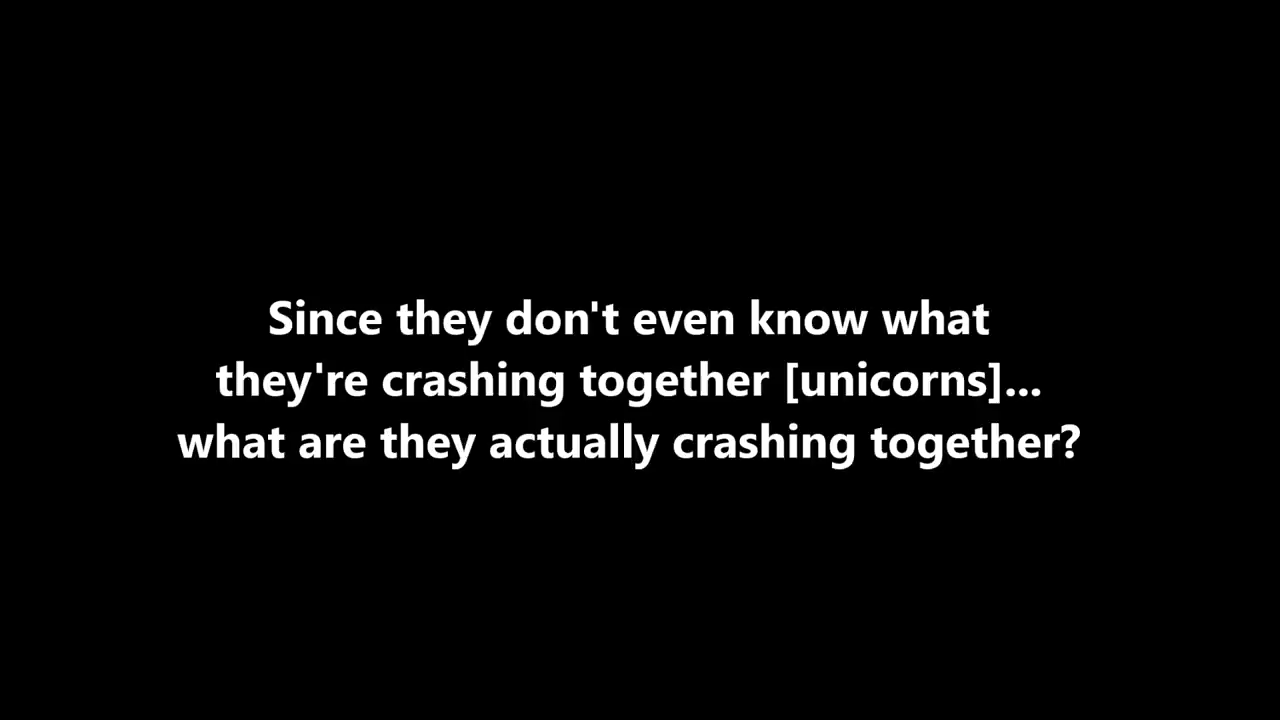 Since they don't even know what
they're crashing together [unicorns]...
what are they actually crashing together?